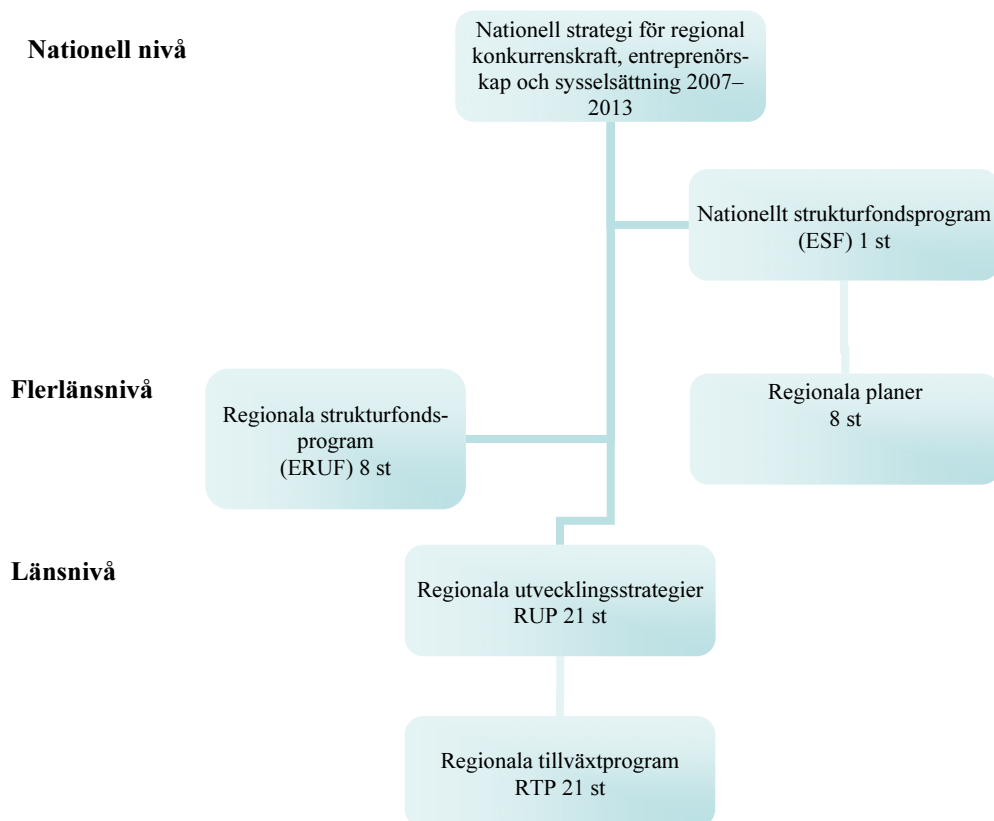 Nationell nivå
Nationell strategi för regional
konkurrenskraft, entreprenörs-
kap och sysselsättning 2007–
2013
Nationellt strukturfondsprogram
(ESF) 1 st
Flerlänsnivå
Regionala strukturfonds-
program
(ERUF) 8 st
Regionala planer
8 st
Länsnivå
Regionala utvecklingsstrategier
RUP 21 st
Regionala tillväxtprogram
RTP 21 st